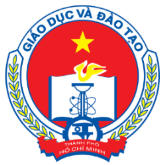 GIÁO DỤC VÀ ĐÀO TẠO
THÀNH PHỐ
HỒ CHÍ MINH